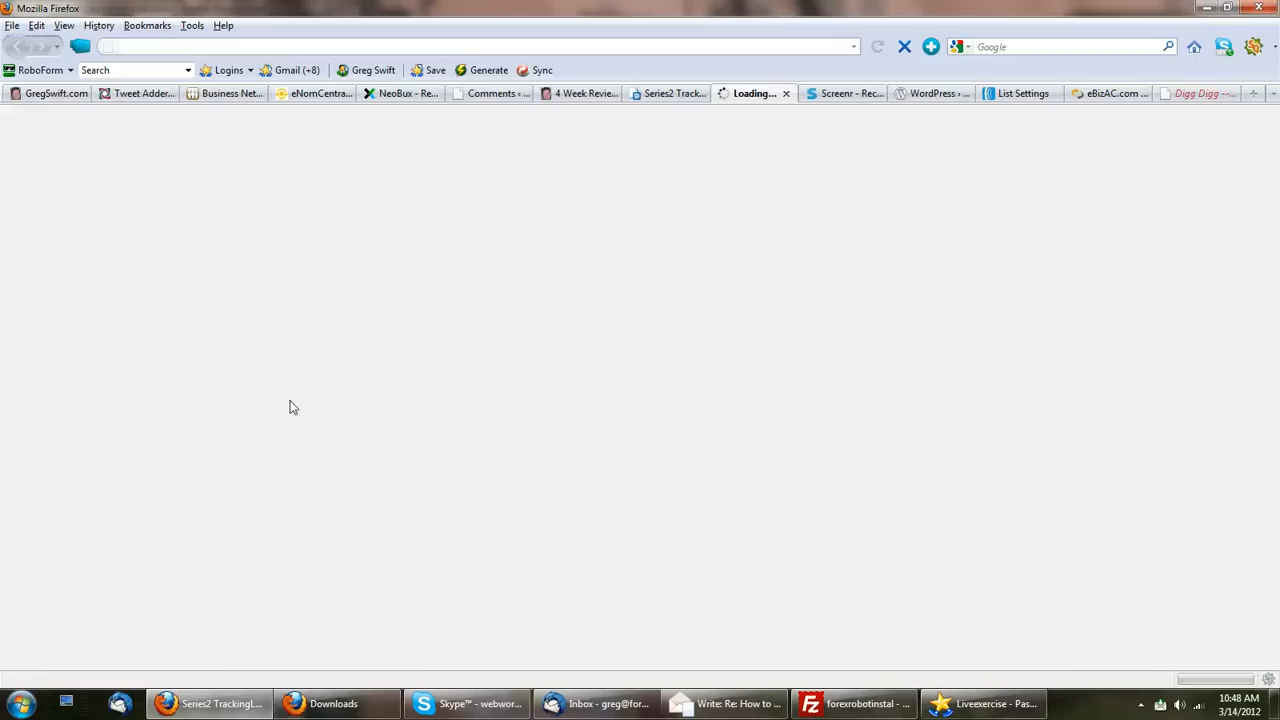 Mozilla Firefox
File Edit View History Bookmarks Tools Help
Google
RoboForm Search Logins Gmail (+8) Greg Swift Save Generate Sync
GregSwift.com Tweet Adder... Business Net... eNomCentra... NeoBux - Re... Comments ‹ ... 4 Week Revie... Series2 Track... Loading... Screenr - Rec... WordPress › ... List Settings eBizAC.com ... Digg Digg --...
Series2 TrackingL... Downloads Skype™ - webwor... Inbox - greg@for... Write: Re: How to ... forexrobotinstal - ... Liveexercise - Pas... 10:48 AM
3/14/2012